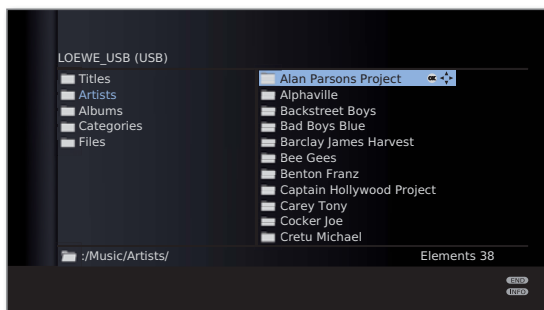 LOEWE_USB (USB)
Titles
Artists
Albums
Categories
Files
Alan Parsons Project OK
Alphaville
Backstreet Boys
Bad Boys Blue
Barclay James Harvest
Bee Gees
Benton Franz
Captain Hollywood Project
Carey Tony
Cocker Joe
Cretu Michael
:/Music/Artists/ Elements 38
END
INFO